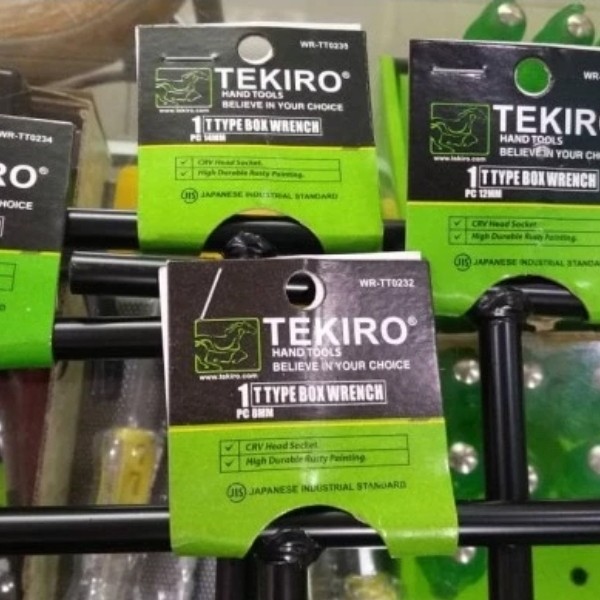 WR-TT0235
TEKIRO®
HAND TOOLS
BELIEVE IN YOUR CHOICE
www.tekiro.com
1 T TYPE BOX WRENCH
PC 14MM
CRV Head Socket.
High Durable Rusty Painting.
JIS JAPANESE INDUSTRIAL STANDARD
WR-
TEKIRO
HAND TOOLS
BELIEVE IN YOUR CHO
www.tekiro.com
1 T TYPE BOX WRENCH
PC 12MM
CRV Head Socket.
High Durable Rusty Painting.
JIS JAPANESE INDUSTRIAL STANDA
WR-TT0234
RO®
CHOICE
WR-TT0232
TEKIRO®
HAND TOOLS
BELIEVE IN YOUR CHOICE
www.tekiro.com
1 T TYPE BOX WRENCH
PC 8MM
CRV Head Socket.
High Durable Rusty Painting.
JIS JAPANESE INDUSTRIAL STANDARD